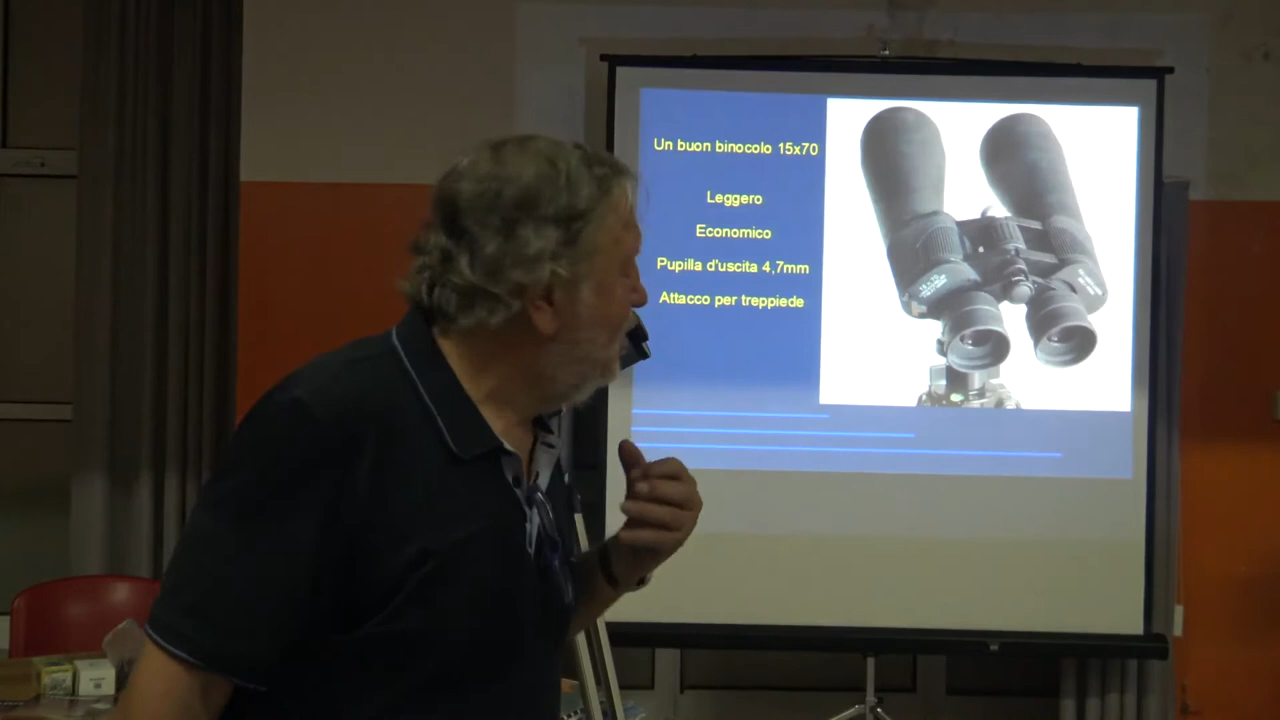 Un buon binocolo 15x70
Leggero
Economico
Pupilla d'uscita 4,7mm
Attacco per treppiede